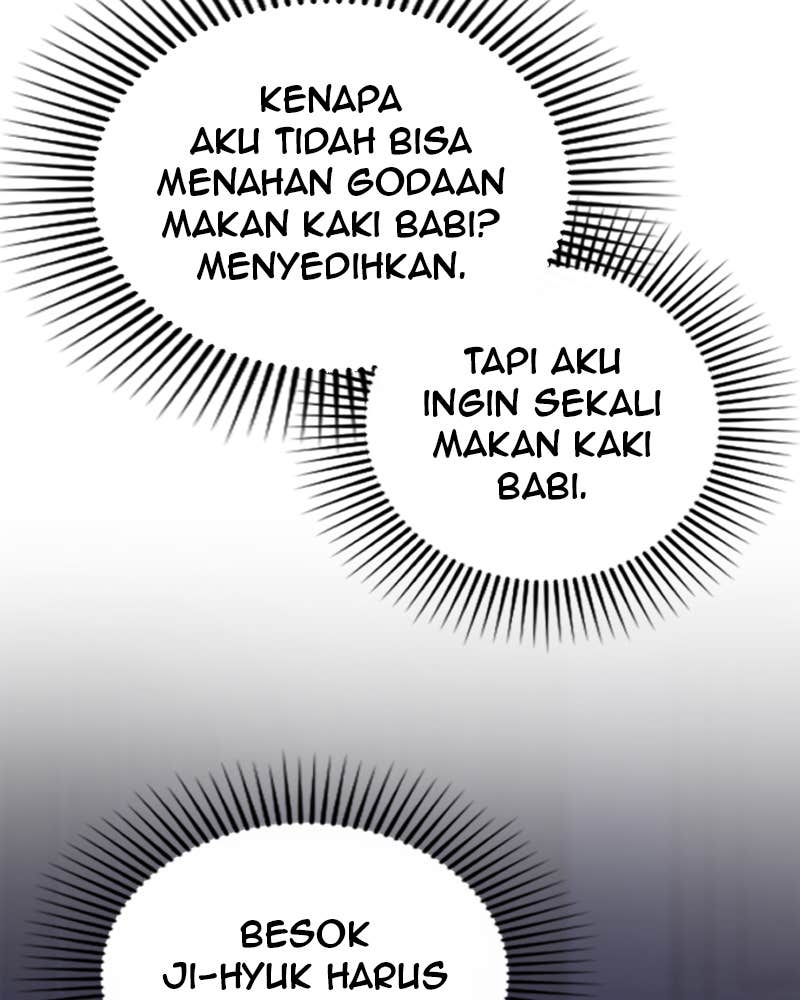 KENAPA
AKU TIDAH BISA
MENAHAN GODAAN
MAKAN KAKI BABI?
MENYEDIHKAN.
TAPI AKU
INGIN SEKALI
MAKAN KAKI
BABI.
BESOK
JI-HYUK HARUS